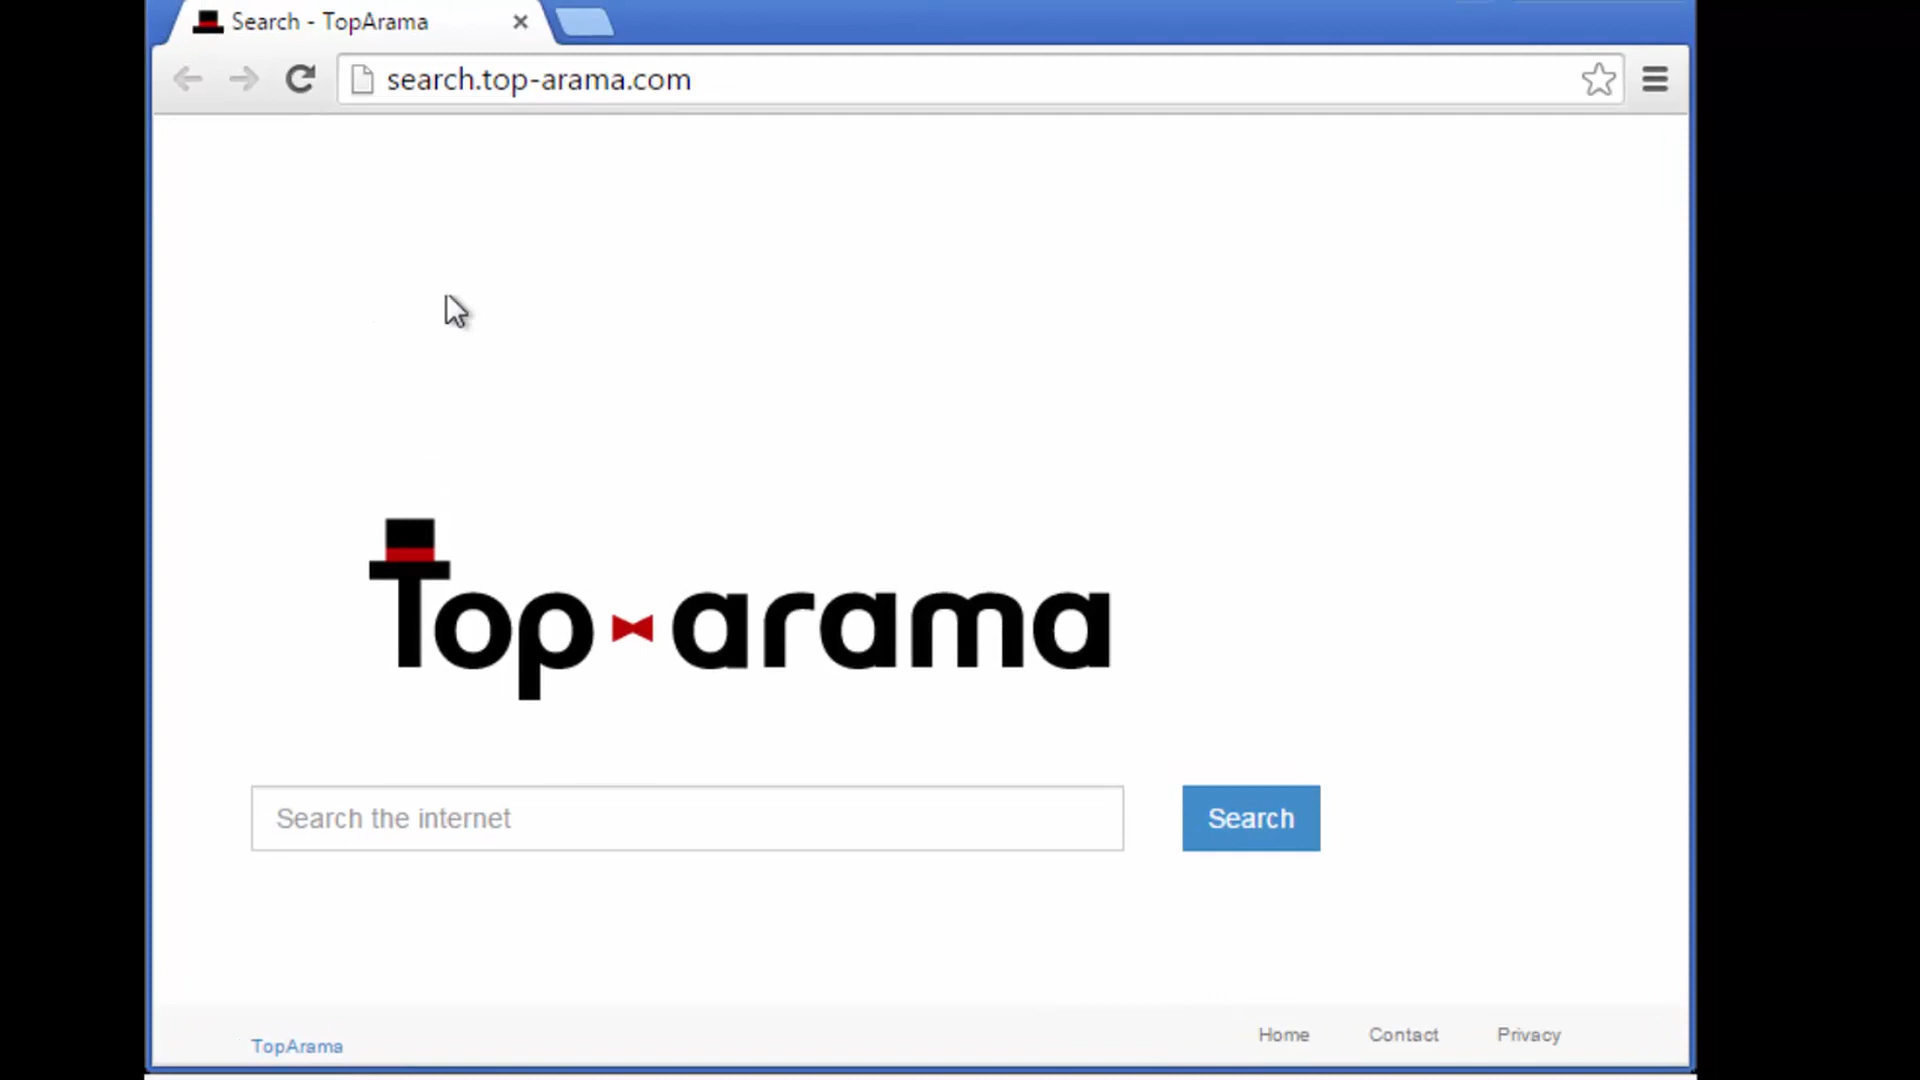 Search - TopArama
search.top-arama.com
Top-arama
Search the internet
Search
TopArama
Home
Contact
Privacy